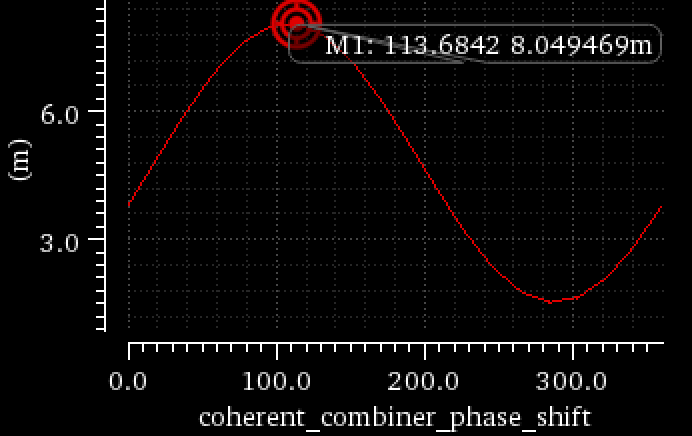 M1: 113.6842 8.049469m
6.0
(m)
3.0
0.0 100.0 200.0 300.0
coherent_combiner_phase_shift